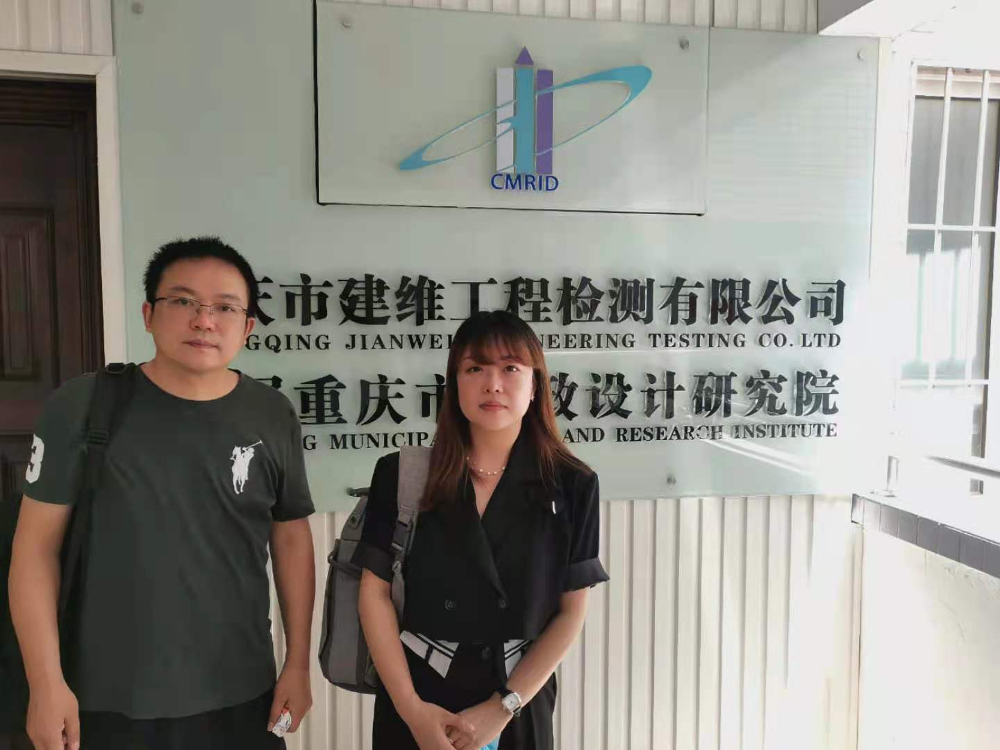 CMRID
庆市建维工程检测有限公司
GQING JIANWEI NEERING TESTING CO.LTD
重庆市 政设计研究院
G MUNICIPA AND RESEARCH INSTITUTE
3